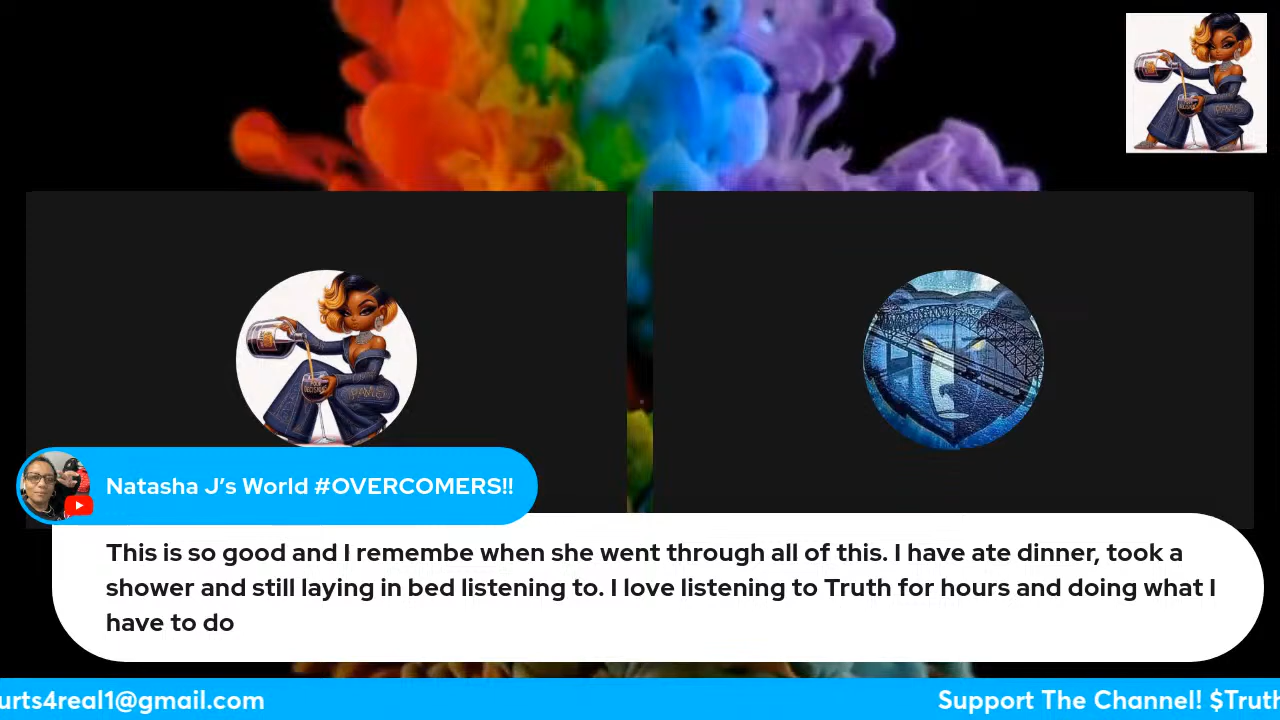 Natasha J’s World #OVERCOMERS!!
This is so good and I remembe when she went through all of this. I have ate dinner, took a
shower and still laying in bed listening to. I love listening to Truth for hours and doing what I
have to do
urts4real1@gmail.com
Support The Channel! $Truth